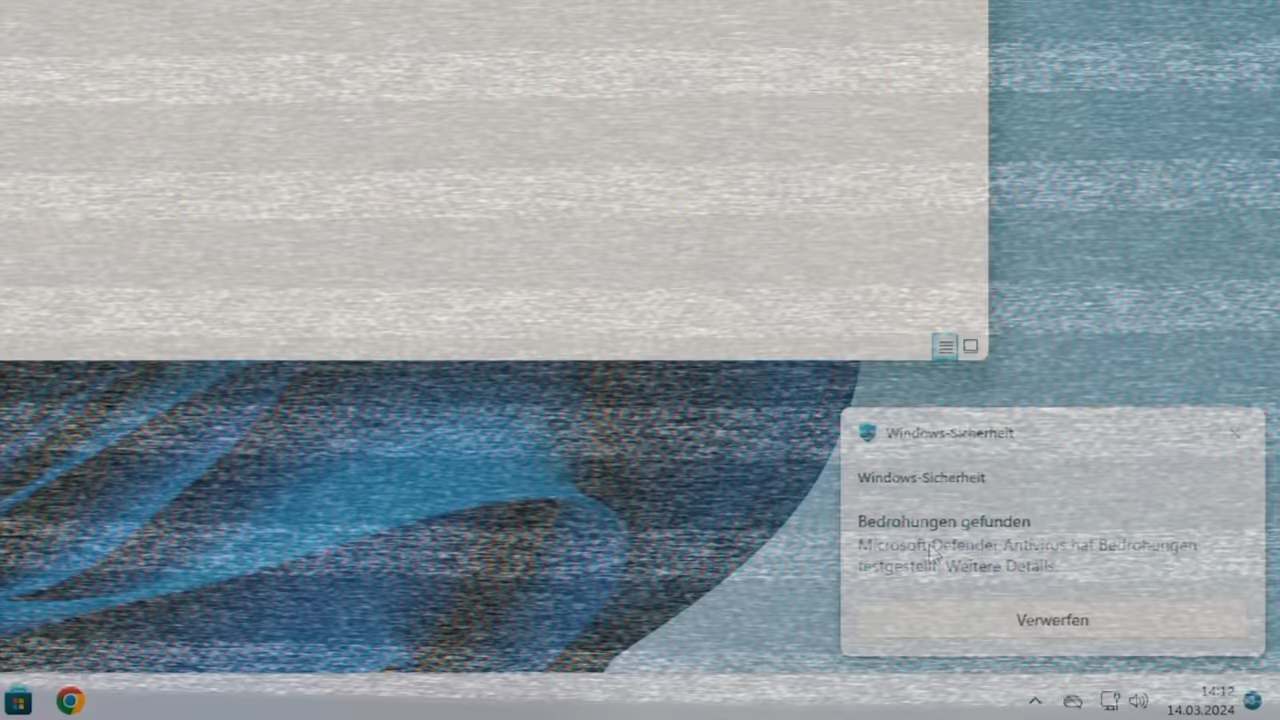 Windows-Sicherheit
Windows-Sicherheit
Bedrohungen gefunden
Microsoft Defender Antivirus hat Bedrohungen
festgestellt. Weitere Details.
Verwerfen
14:12
14.03.2024